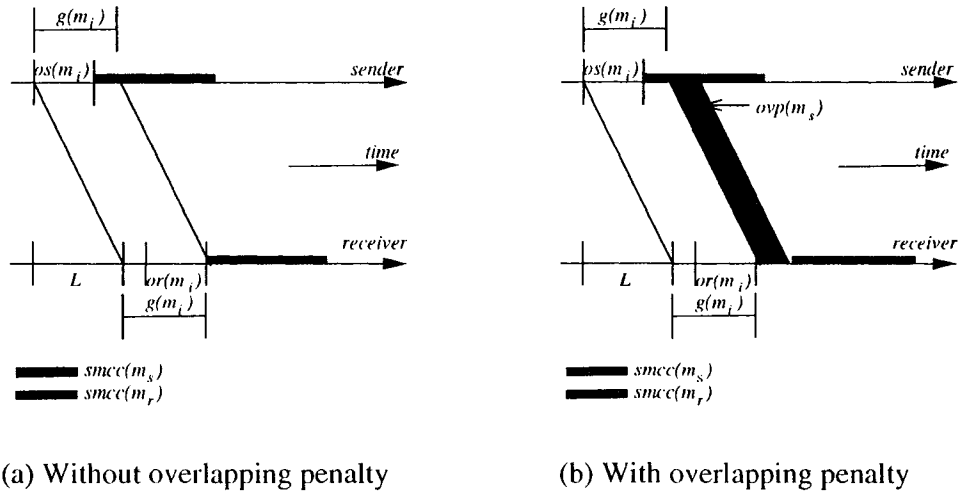 g(m_i)
os(m_i)
sender
time
receiver
L
or(m_i)
g(m_i)
smcc(m_s)
smcc(m_r)
(a) Without overlapping penalty
g(m_i)
os(m_i)
sender
ovp(m_s)
time
receiver
L
or(m_i)
g(m_i)
smcc(m_s)
smcc(m_r)
(b) With overlapping penalty